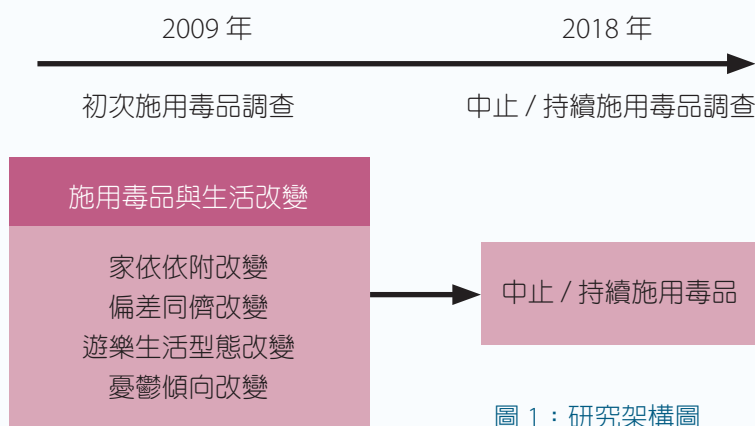 2009 年
2018 年
初次施用毒品調查
中止 / 持續施用毒品調查
施用毒品與生活改變
家依依附改變
偏差同儕改變
遊樂生活型態改變
憂鬱傾向改變
中止 / 持續施用毒品
圖 1：研究架構圖